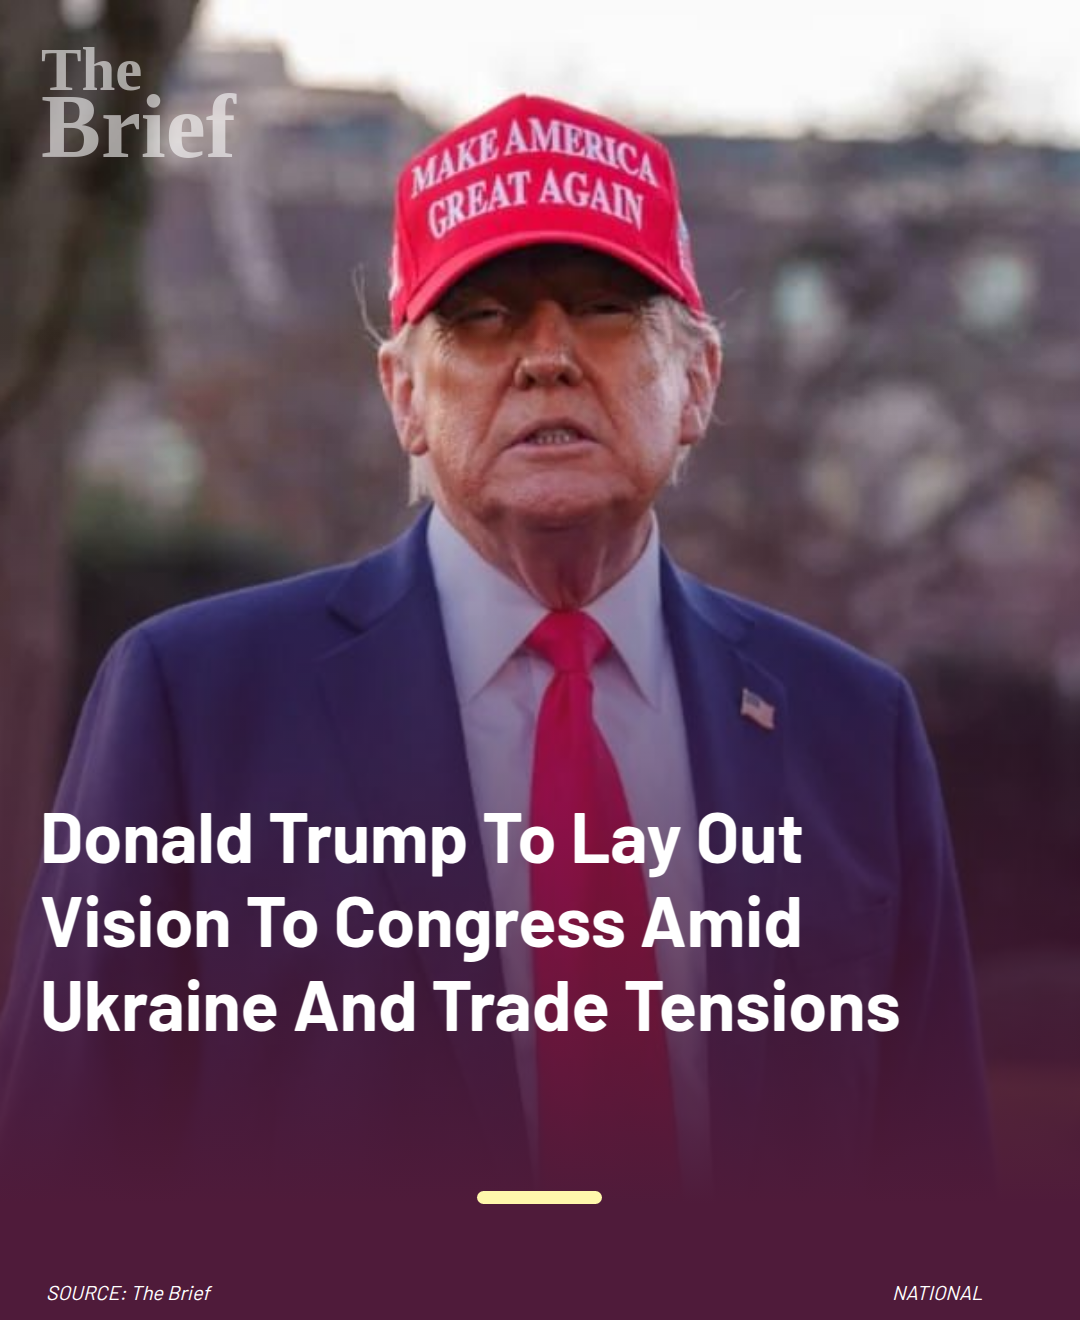 The
Brief
MAKE AMERICA
GREAT AGAIN
Donald Trump To Lay Out
Vision To Congress Amid
Ukraine And Trade Tensions
SOURCE: The Brief
NATIONAL